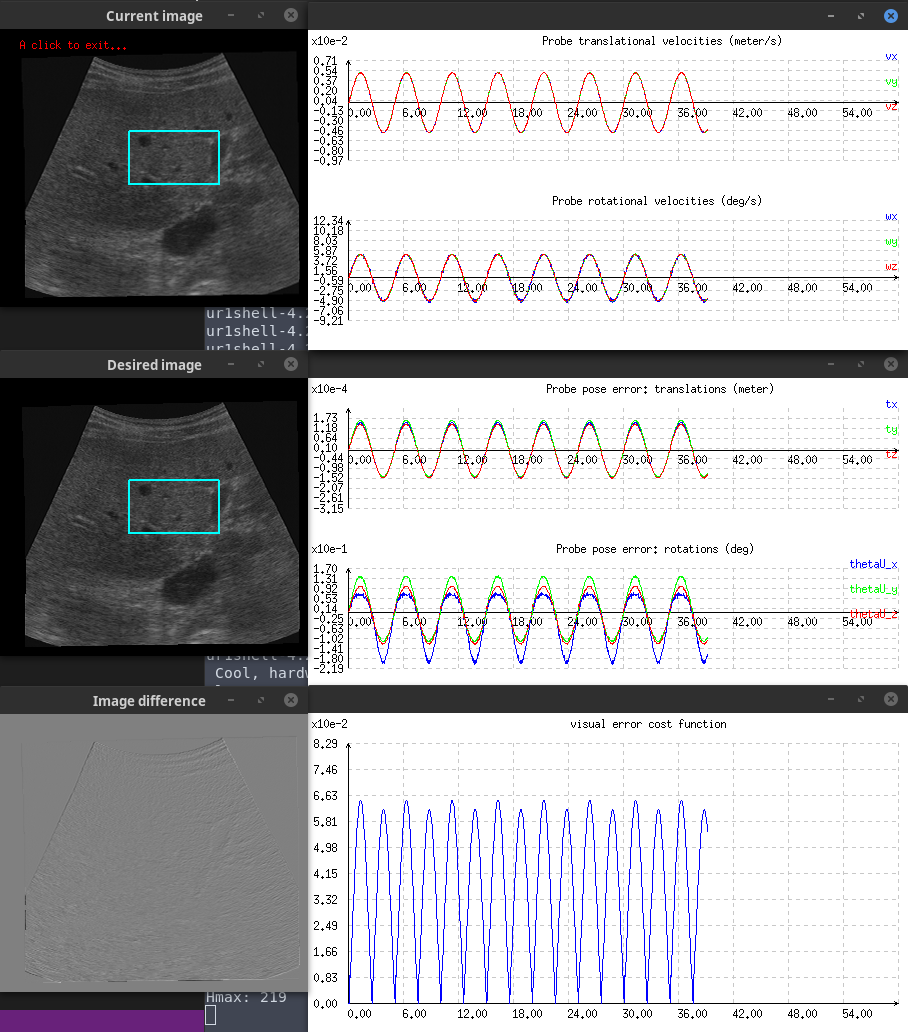 Current image
A click to exit...
ur1shell-4.
ur1shell-4.
x10e-2
Probe translational velocities (meter/s)
0.71
0.54
0.37
0.20
0.04
-0.13
-0.30
-0.46
-0.63
-0.80
-0.97
0.00 6.00 12.00 18.00 24.00 30.00 36.00 42.00 48.00 54.00
vx
vy
vz
Probe rotational velocities (deg/s)
12.34
10.18
8.03
5.87
3.72
1.56
-0.59
-2.75
-4.90
-7.06
-9.21
0.00 6.00 12.00 18.00 24.00 30.00 36.00 42.00 48.00 54.00
wx
wy
wz
Desired image
Cool, hardw
x10e-4
Probe pose error: translations (meter)
1.73
1.18
0.64
0.10
-0.44
-0.98
-1.52
-2.07
-2.61
-3.15
0.00 6.00 12.00 18.00 24.00 30.00 36.00 42.00 48.00 54.00
tx
ty
tz
x10e-1
Probe pose error: rotations (deg)
1.70
1.31
0.92
0.53
0.14
-0.25
-0.63
-1.02
-1.41
-1.80
-2.19
0.00 6.00 12.00 18.00 24.00 30.00 36.00 42.00 48.00 54.00
thetaU_x
thetaU_y
thetaU_z
Image difference
Hmax: 219
x10e-2
visual error cost function
8.29
7.46
6.63
5.81
4.98
4.15
3.32
2.49
1.66
0.83
0.00
0.00 6.00 12.00 18.00 24.00 30.00 36.00 42.00 48.00 54.00